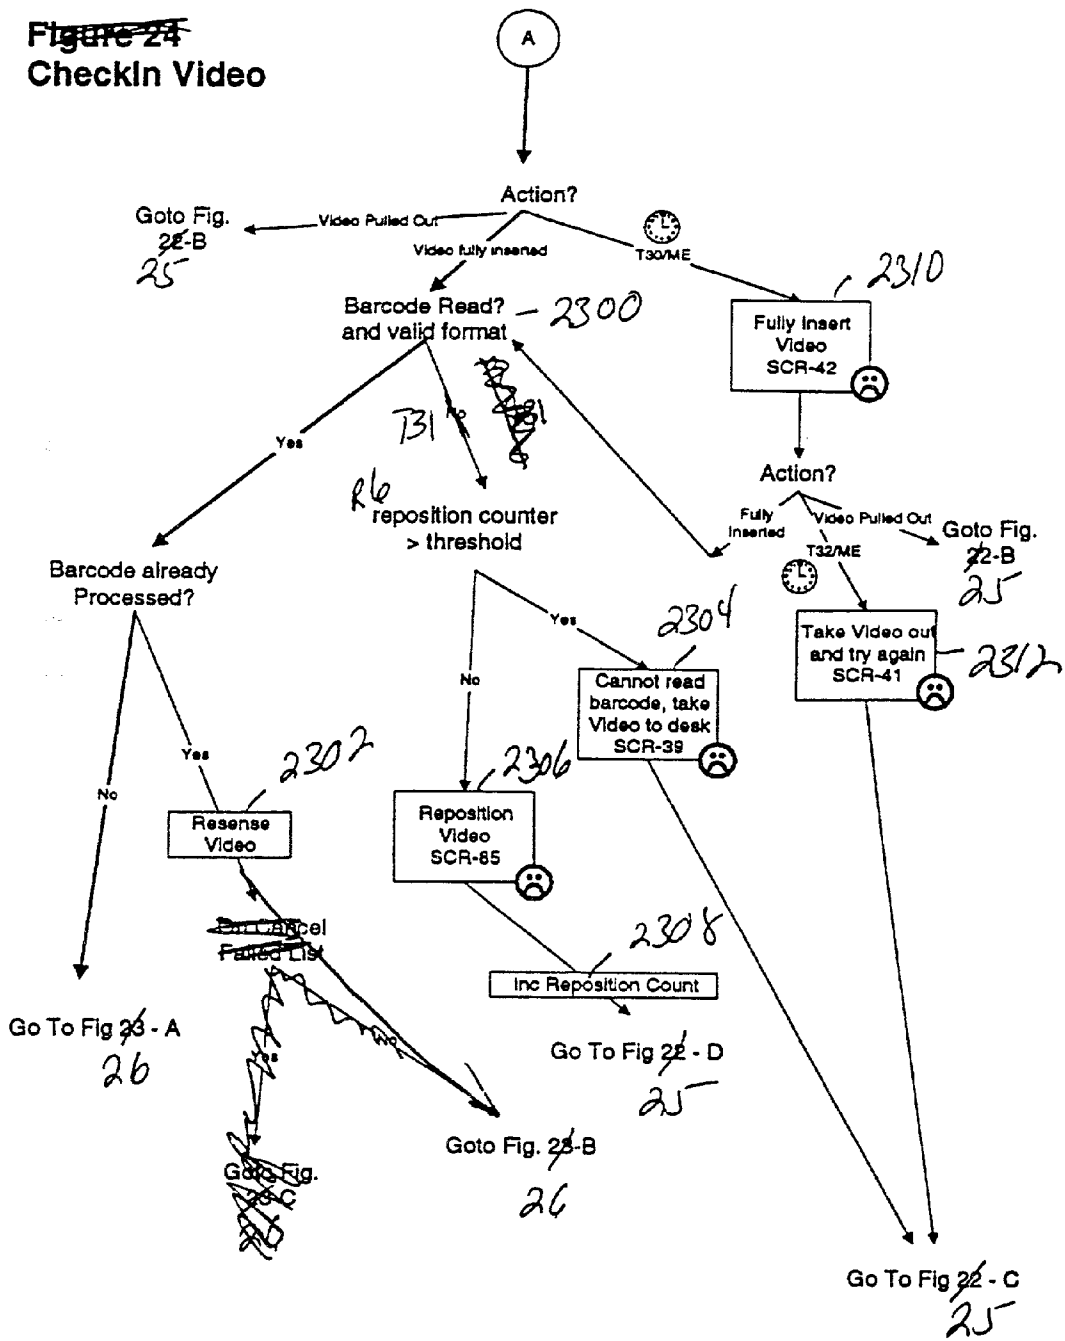 Figure 24
CheckIn Video
A
Action?
Goto Fig.
22-B
25
Video Pulled Out
Video fully inserted
T30/ME
2310
Barcode Read?
and valid format
2300
Fully Insert
Video
SCR-42
Yes
T31
No
R6
reposition counter
> threshold
Action?
Fully
Inserted
Video Pulled Out
T32/ME
Goto Fig.
22-B
25
Barcode already
Processed?
2304
Take Video out
and try again
SCR-41
2312
Yes
No
Cannot read
barcode, take
Video to desk
SCR-39
Yes
No
2302
2306
Resense
Video
Reposition
Video
SCR-85
On Cancel
Failed List
2308
Inc Reposition Count
Go To Fig 23 - A
26
Yes
No
Go To Fig 22 - D
25
Goto Fig. 23-B
26
Goto Fig.
23-C
26
Go To Fig 22 - C
25